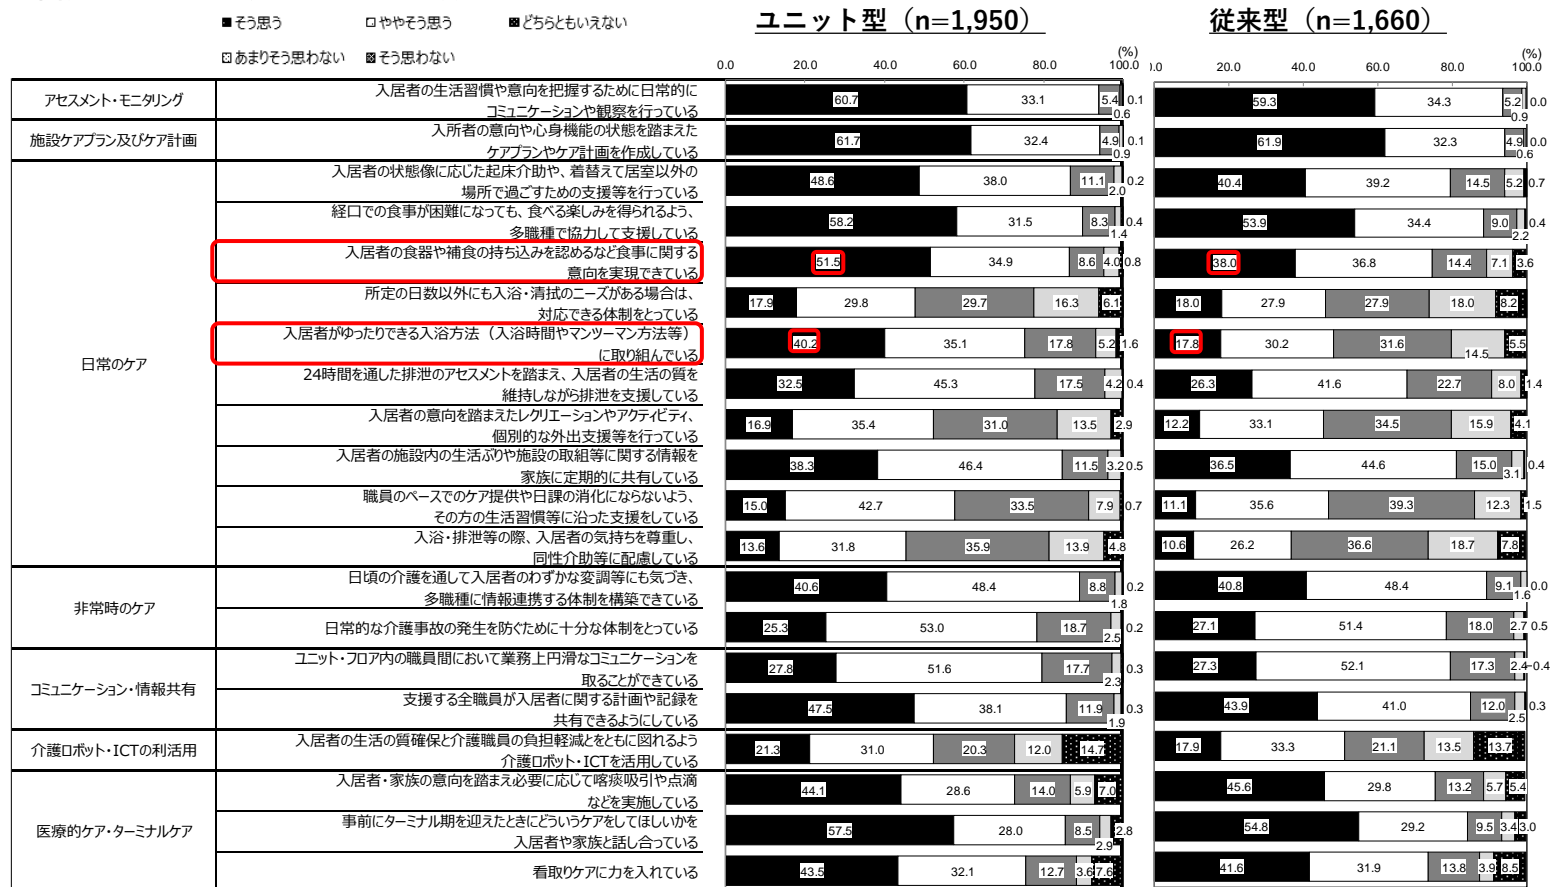 ■そう思う □ややそう思う ■どちらともいえない
□あまりそう思わない ■そう思わない
ユニット型（n=1,950） 従来型（n=1,660）
(%) (%)
0.0 20.0 40.0 60.0 80.0 100.0 0.0 20.0 40.0 60.0 80.0 100.0
アセスメント・モニタリング
入居者の生活習慣や意向を把握するために日常的に
コミュニケーションや観察を行っている
60.7 33.1 5.4 0.6 0.1 59.3 34.3 5.2 0.9 0.0
施設ケアプラン及びケア計画
入所者の意向や心身機能の状態を踏まえた
ケアプランやケア計画を作成している
61.7 32.4 4.9 0.9 0.1 61.9 32.3 4.9 0.6 0.0
日常のケア
入居者の状態像に応じた起床介助や、着替えて居室以外の
場所で過ごすための支援等を行っている
48.6 38.0 11.1 2.0 0.2 40.4 39.2 14.5 5.2 0.7
経口での食事が困難になっても、食べる楽しみを得られるよう、
多職種で協力して支援している
58.2 31.5 8.3 1.4 0.4 53.9 34.4 9.0 2.2 0.4
入居者の食器や補食の持ち込みを認めるなど食事に関する
意向を実現できている
51.5 34.9 8.6 4.0 0.8 38.0 36.8 14.4 7.1 3.6
所定の日数以外にも入浴・清拭のニーズがある場合は、
対応できる体制をとっている
17.9 29.8 29.7 16.3 6.1 18.0 27.9 27.9 18.0 8.2
入居者がゆったりできる入浴方法（入浴時間やマンツーマン方法等）
に取り組んでいる
40.2 35.1 17.8 5.2 1.6 17.8 30.2 31.6 14.5 5.5
24時間を通した排泄のアセスメントを踏まえ、入居者の生活の質を
維持しながら排泄を支援している
32.5 45.3 17.5 4.2 0.4 26.3 41.6 22.7 8.0 1.4
入居者の意向を踏まえたレクリエーションやアクティビティ、
個別的な外出支援等を行っている
16.9 35.4 31.0 13.5 2.9 12.2 33.1 34.5 15.9 4.1
入居者の施設内の生活ぶりや施設の取組等に関する情報を
家族に定期的に共有している
38.3 46.4 11.5 3.2 0.5 36.5 44.6 15.0 3.1 0.4
職員のペースでのケア提供や日課の消化にならないよう、
その方の生活習慣等に沿った支援をしている
15.0 42.7 33.5 7.9 0.7 11.1 35.6 39.3 12.3 1.5
入浴・排泄等の際、入居者の気持ちを尊重し、
同性介助等に配慮している
13.6 31.8 35.9 13.9 4.8 10.6 26.2 36.6 18.7 7.8
非常時のケア
日頃の介護を通して入居者のわずかな変調等にも気づき、
多職種に情報連携する体制を構築できている
40.6 48.4 8.8 1.8 0.2 40.8 48.4 9.1 1.6 0.0
日常的な介護事故の発生を防ぐために十分な体制をとっている
25.3 53.0 18.7 2.5 0.2 27.1 51.4 18.0 2.7 0.5
コミュニケーション・情報共有
ユニット・フロア内の職員間において業務上円滑なコミュニケーションを
取ることができている
27.8 51.6 17.7 2.3 0.3 27.3 52.1 17.3 2.4 0.4
支援する全職員が入居者に関する計画や記録を
共有できるようにしている
47.5 38.1 11.9 1.9 0.3 43.9 41.0 12.0 2.5 0.3
介護ロボット・ICTの利活用
入居者の生活の質確保と介護職員の負担軽減とをともに図れるよう
介護ロボット・ICTを活用している
21.3 31.0 20.3 12.0 14.7 17.9 33.3 21.1 13.5 13.7
医療的ケア・ターミナルケア
入居者・家族の意向を踏まえ必要に応じて喀痰吸引や点滴
などを実施している
44.1 28.6 14.0 5.9 7.0 45.6 29.8 13.2 5.7 5.4
事前にターミナル期を迎えたときにどういうケアをしてほしいかを
入居者や家族と話し合っている
57.5 28.0 8.5 2.9 2.8 54.8 29.2 9.5 3.4 3.0
看取りケアに力を入れている
43.5 32.1 12.7 3.6 7.6 41.6 31.9 13.8 3.9 8.5